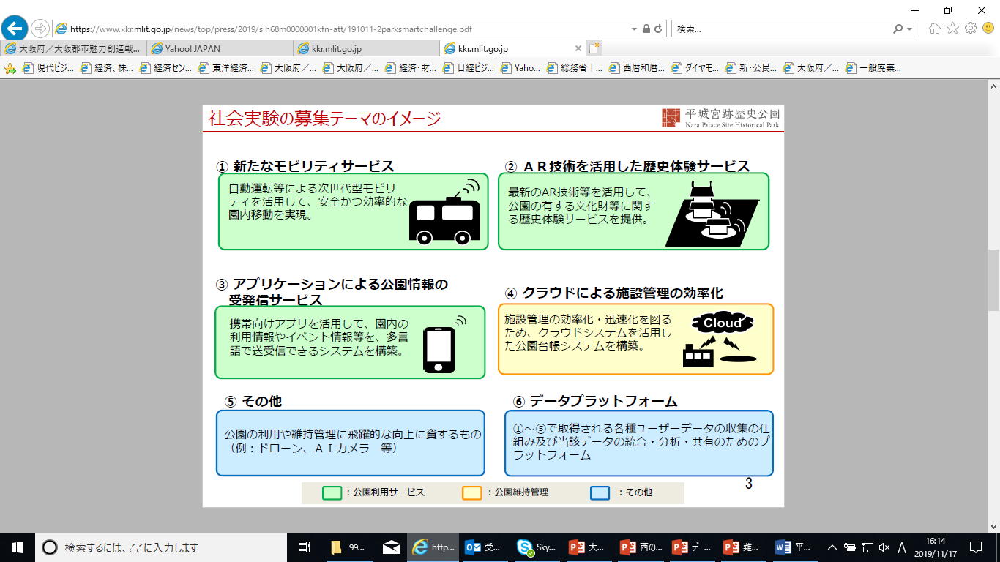 https://www.kkr.mlit.go.jp/news/top/press/2019/sih68m0000001kfn-att/191011-2parksmartchallenge.pdf
検索...
大阪府／大阪都市魅力創造戦...
Yahoo! JAPAN
kkr.mlit.go.jp
kkr.mlit.go.jp
現代ビジ...
経済、株...
経済セン...
東洋経済...
大阪府／...
大阪府／...
経済・財...
日経ビジ...
Yaho...
総務省｜...
西暦和暦...
ダイヤモ...
新・公民...
大阪府／...
一般廃棄...
社会実験の募集テーマのイメージ
平城宮跡歴史公園
Nara Palace Site Historical Park
① 新たなモビリティサービス
自動運転等による次世代型モビリ
ティを活用して、安全かつ効率的な
園内移動を実現。
② ＡＲ技術を活用した歴史体験サービス
最新のAR技術等を活用して、
公園の有する文化財等に関す
る歴史体験サービスを提供。
③ アプリケーションによる公園情報の
受発信サービス
携帯向けアプリを活用して、園内の
利用情報やイベント情報等を、多言
語で送受信できるシステムを構築。
④ クラウドによる施設管理の効率化
施設管理の効率化・迅速化を図る
ため、クラウドシステムを活用し
た公園台帳システムを構築。
Cloud
⑤ その他
公園の利用や維持管理に飛躍的な向上に資するもの
（例：ドローン、ＡＩカメラ　等）
⑥ データプラットフォーム
①～⑤で取得される各種ユーザーデータの収集の仕
組み及び当該データの統合・分析・共有のためのプ
ラットフォーム
3
：公園利用サービス
：公園維持管理
：その他
検索するには、ここに入力します
99...
http...
受...
Sky...
大...
西の...
デー...
難...
平...
A
16:14
2019/11/17